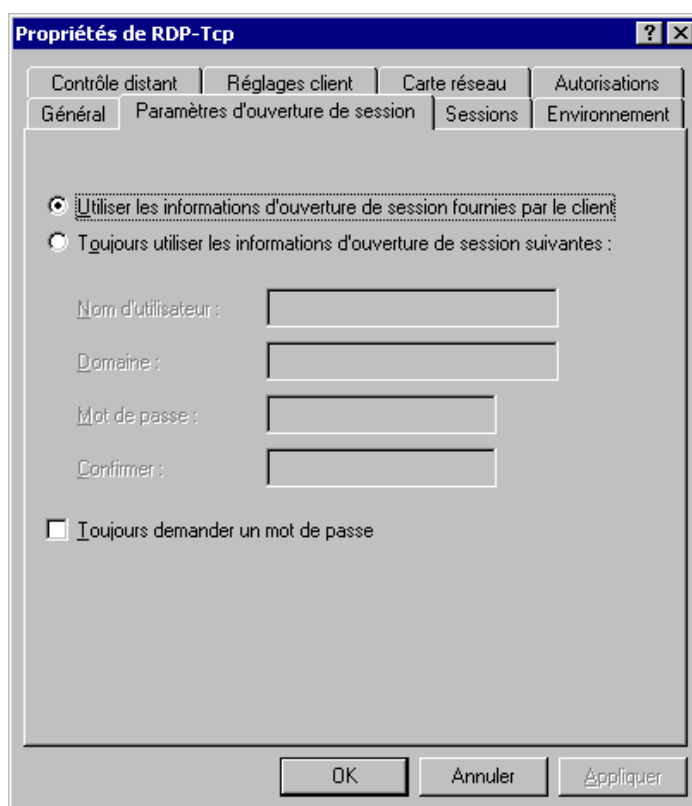 Propriétés de RDP-Tcp
Contrôle distant Réglages client Carte réseau Autorisations
Général Paramètres d'ouverture de session Sessions Environnement
Utiliser les informations d'ouverture de session fournies par le client
Toujours utiliser les informations d'ouverture de session suivantes :
Nom d'utilisateur :
Domaine :
Mot de passe :
Confirmer :
Toujours demander un mot de passe
OK Annuler Appliquer